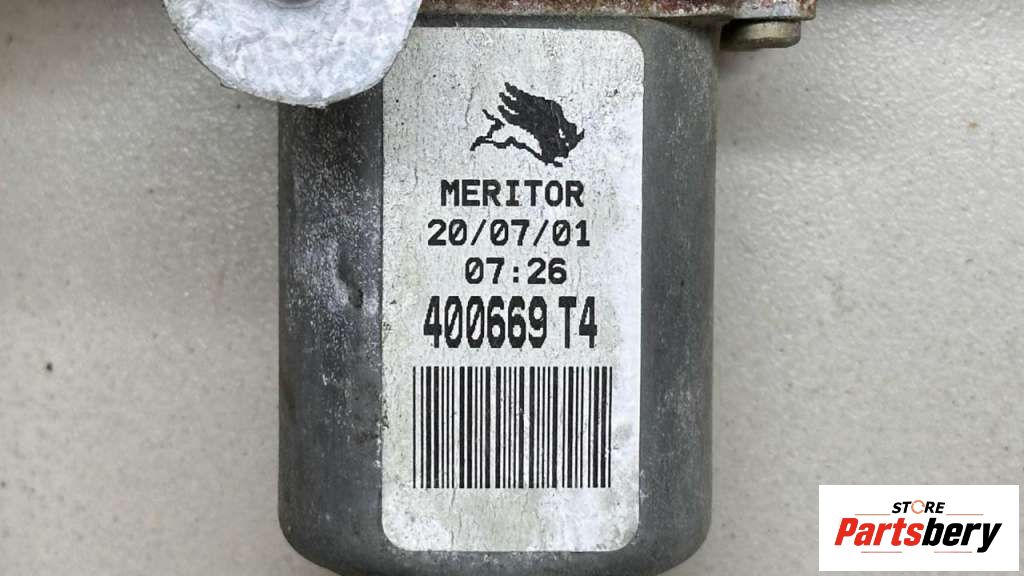 MERITOR
20/07/01
07:26
400669 T4
STORE
Partsbery